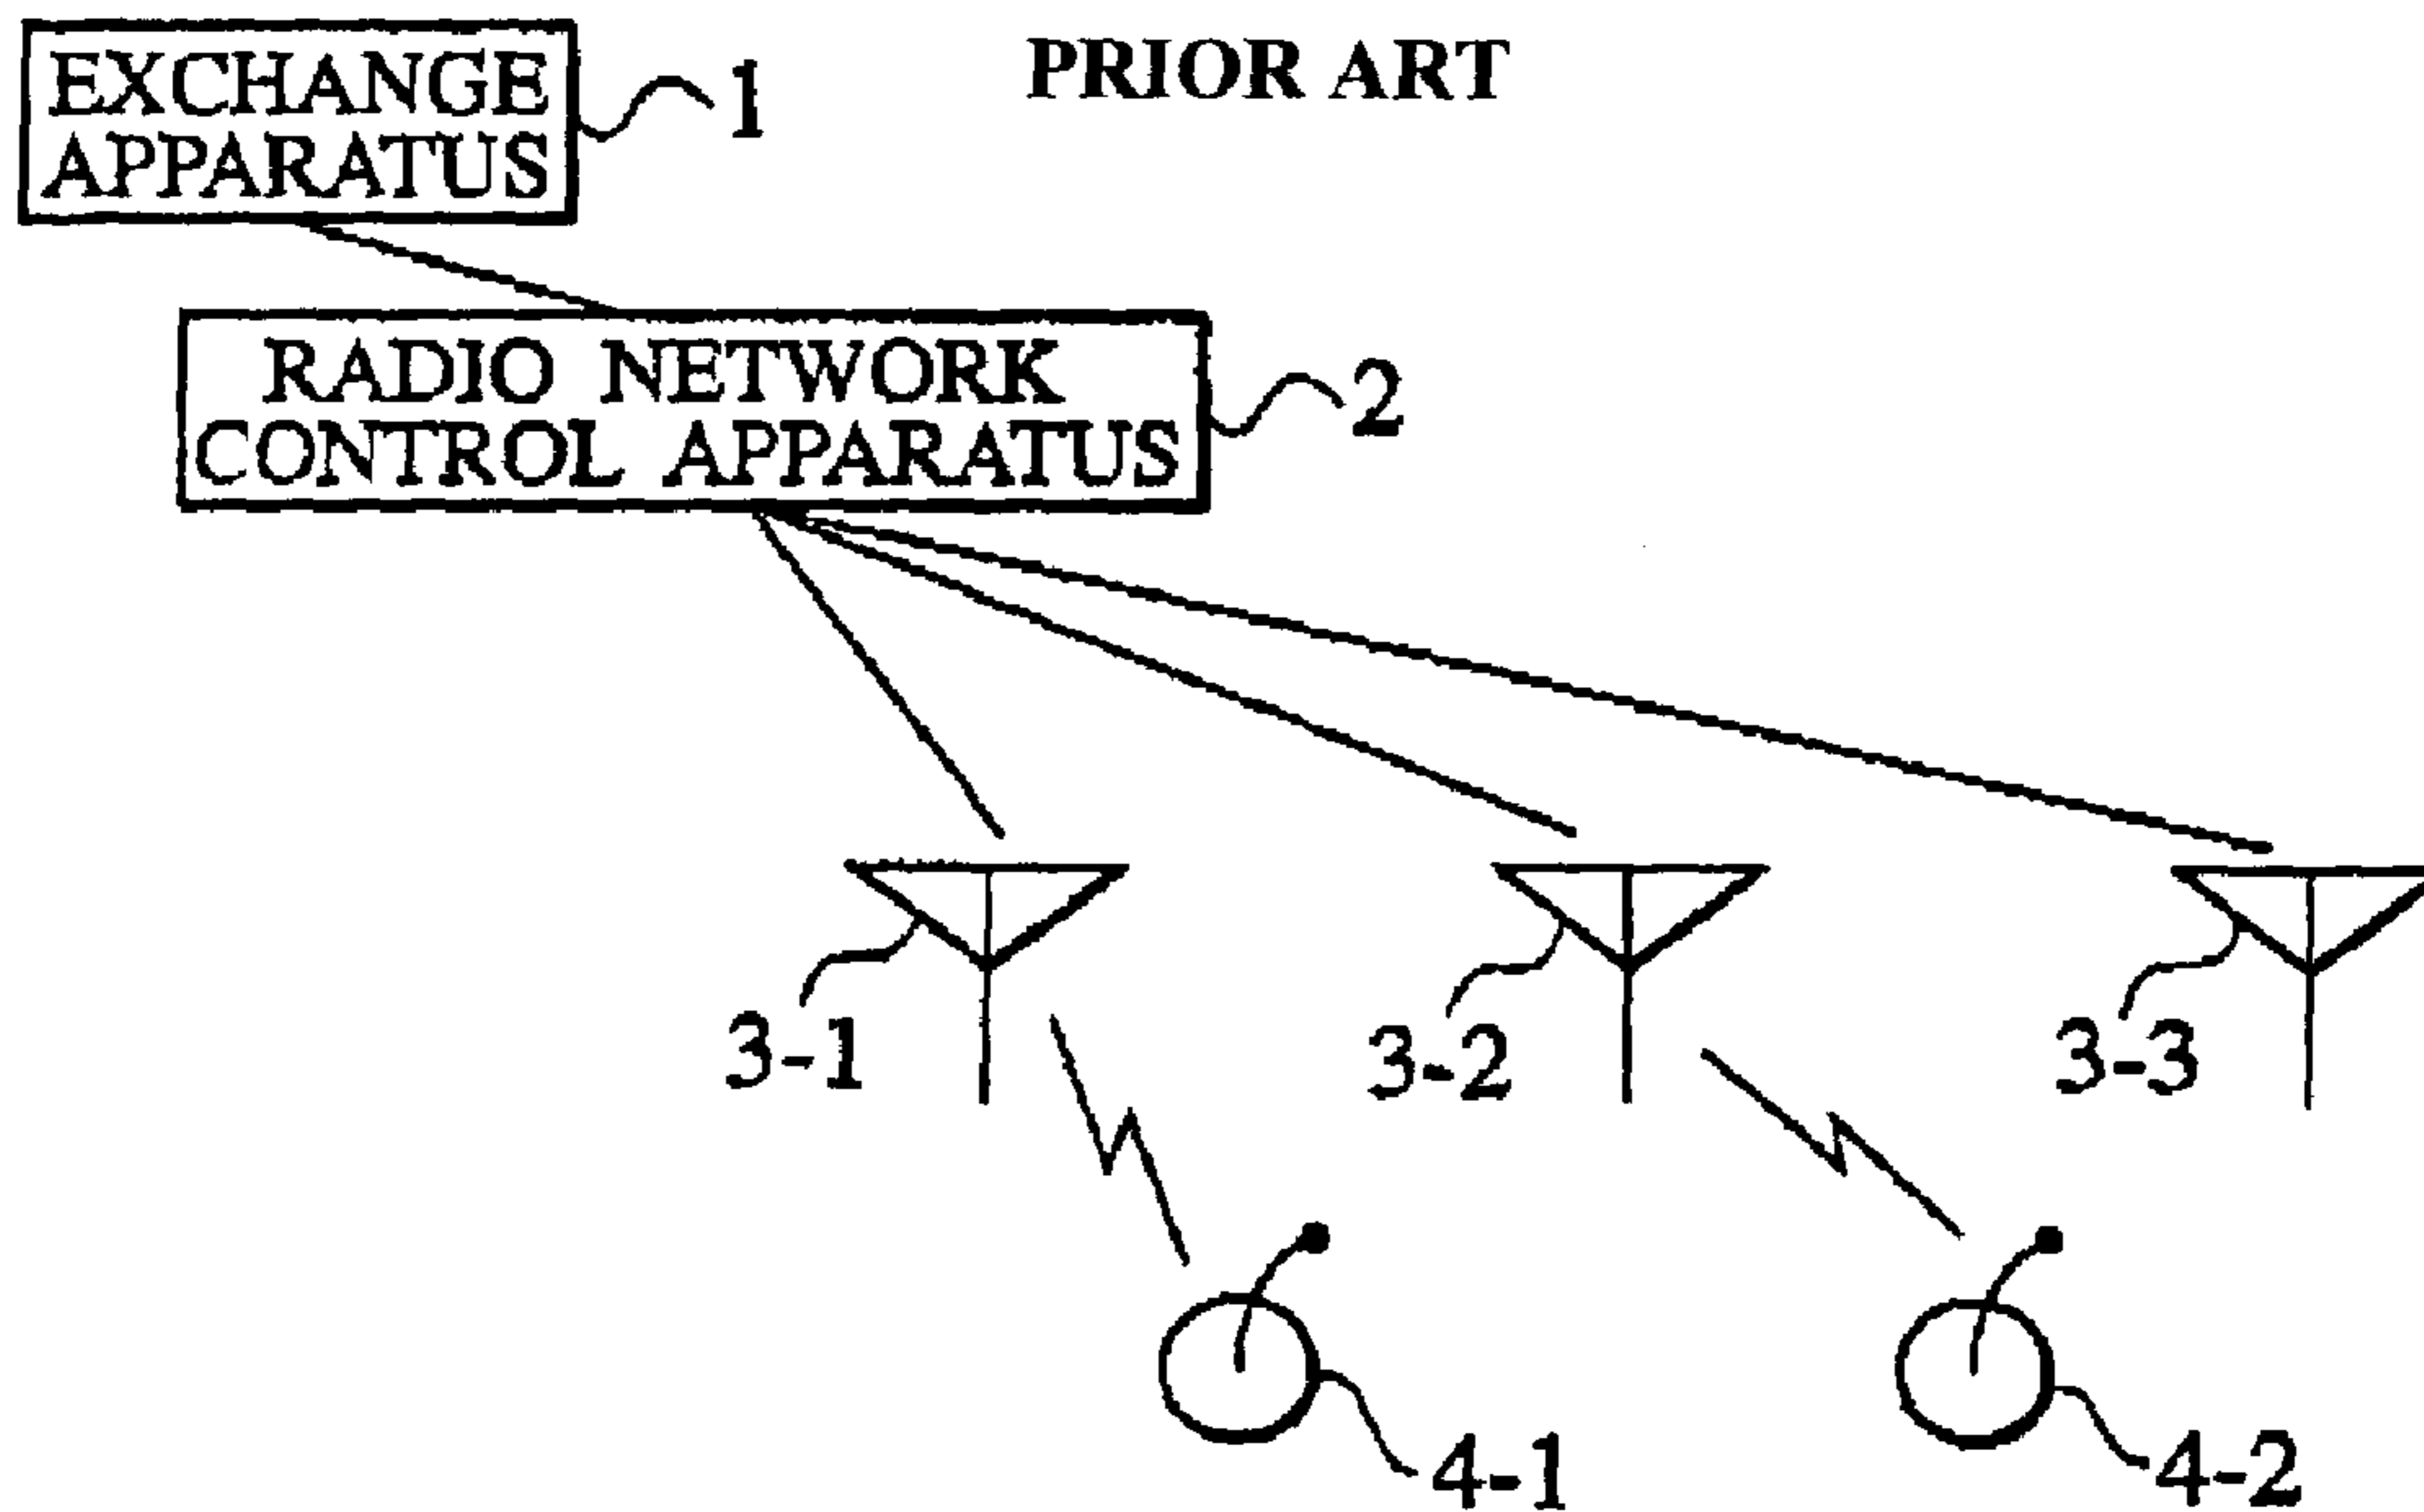 PRIOR ART
EXCHANGE
APPARATUS
1
RADIO NETWORK
CONTROL APPARATUS
2
3-1
3-2
3-3
4-1
4-2